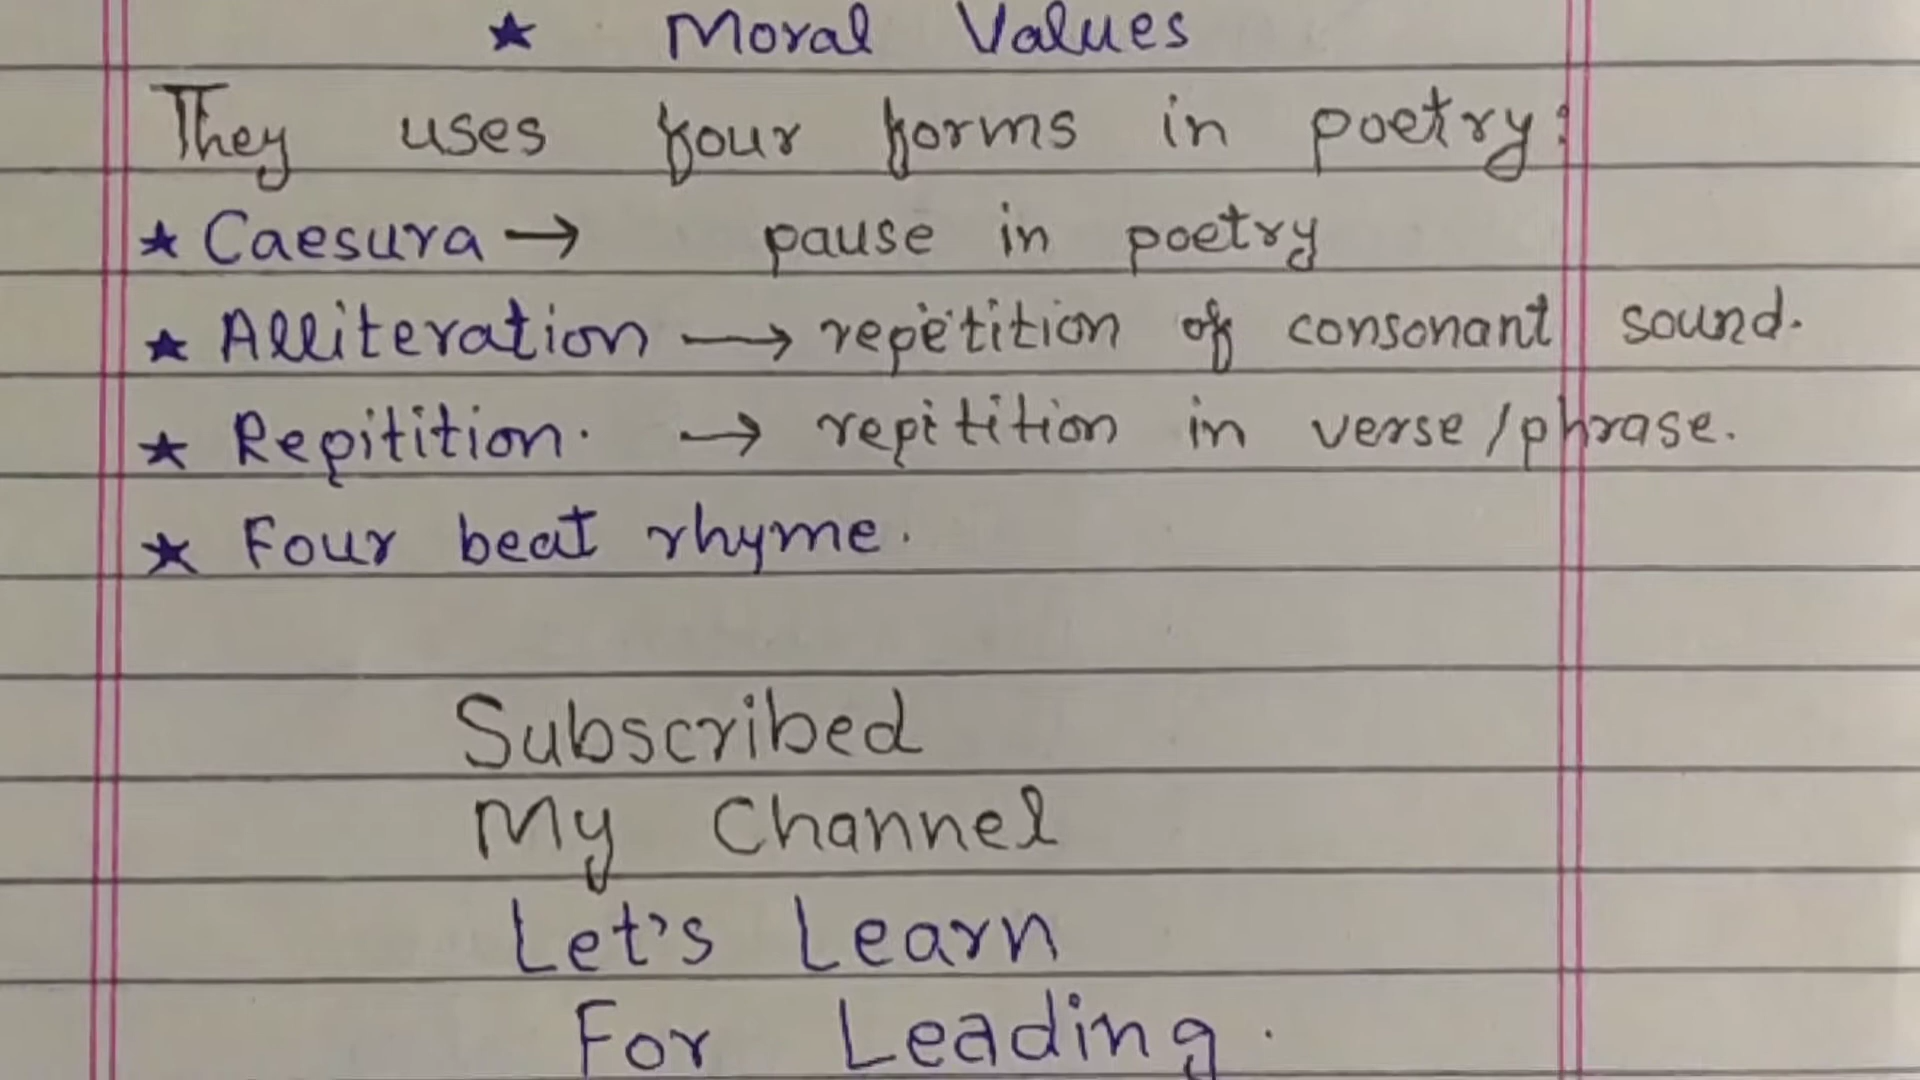 ★ Moral Values
They uses four forms in poetry:
★ Caesura → pause in poetry
★ Alliteration → repetition of consonant sound.
★ Repitition. → repitition in verse/phrase.
★ Four beat rhyme.
Subscribed
My Channel
Let's Learn
For Leading.